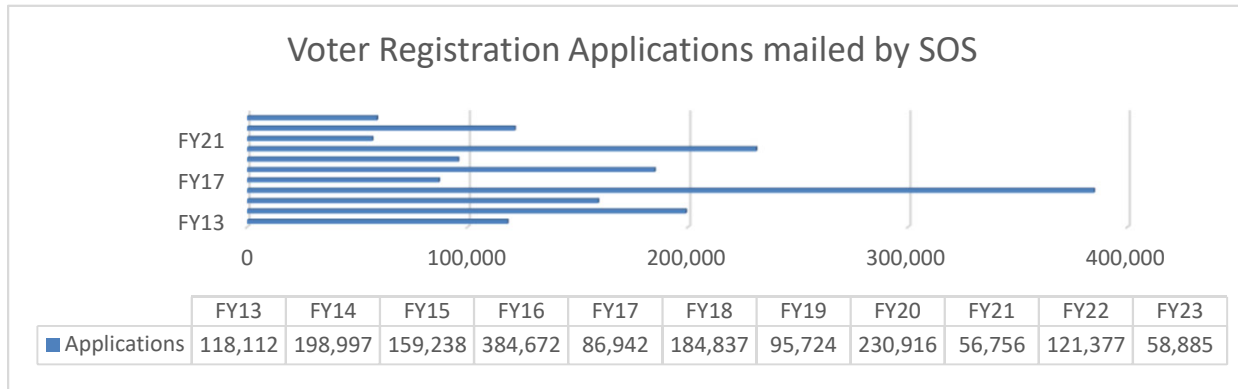 Voter Registration Applications mailed by SOS
FY21
FY17
FY13
0 100,000 200,000 300,000 400,000
FY13 FY14 FY15 FY16 FY17 FY18 FY19 FY20 FY21 FY22 FY23
Applications 118,112 198,997 159,238 384,672 86,942 184,837 95,724 230,916 56,756 121,377 58,885